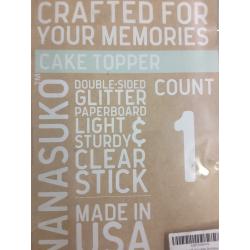 CRAFTED FOR
YOUR MEMORIES
CAKE TOPPER
NANASUKO™
DOUBLE-SIDED
GLITTER
PAPERBOARD
LIGHT &
STURDY
CLEAR
STICK
COUNT
1
MADE IN
USA